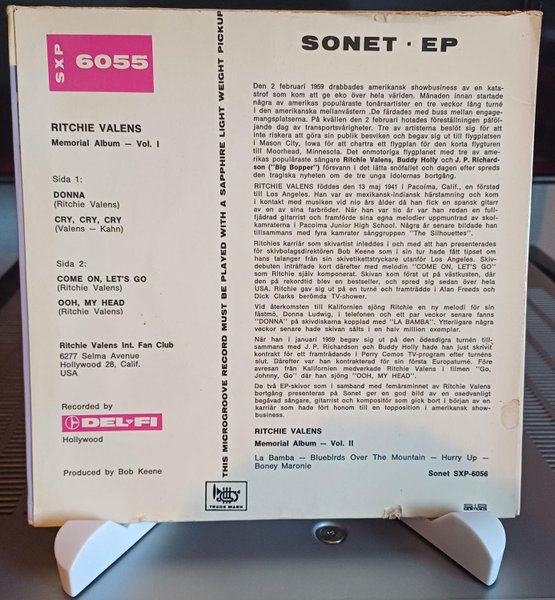 SXP 6055
RITCHIE VALENS
Memorial Album — Vol. I
Sida 1:
DONNA
(Ritchie Valens)
CRY, CRY, CRY
(Valens — Kahn)
Sida 2:
COME ON, LET'S GO
(Ritchie Valens)
OOH, MY HEAD
(Ritchie Valens)
Ritchie Valens Int. Fan Club
6277 Selma Avenue
Hollywood 28, Calif.
USA
Recorded by
DEL-FI
Hollywood
Produced by Bob Keene
THIS MICROGROOVE RECORD MUST BE PLAYED WITH A SAPPHIRE LIGHT WEIGHT PICKUP
TRADE MARK
SONET · EP
Den 2 februari 1959 drabbades amerikansk showbusiness av en kata-
strof som kom att ge eko över hela världen. Månaden innan startade
några av amerikas populäraste tonårsartister en tre veckor lång turné
i den amerikanska mellanvästern. De färdades med buss mellan engage-
mangsplatserna. På kvällen den 2 februari hotades föreställningen påföl-
jande dag av transportsvårigheter. Tre av artisterna beslöt sig för att
inte riskera att göra sin publik besviken och begav sig ut till flygplatsen
i Mason City, Iowa för att chartra ett flygplan för den korta flygturen
till Moorhead, Minnesota. Det enmotoriga flygplanet med tre av ame-
rikas populäraste sångare Ritchie Valens, Buddy Holly och J. P. Richard-
son ("Big Bopper") försvann i det lätta snöfallet och dagen efter spreds
den tragiska nyheten om de tre unga idolernas bortgång.
RITCHIE VALENS föddes den 13 maj 1941 i Pacoima, Calif., en förstad
till Los Angeles. Han var av mexikansk-indiansk härstamning och kom
i kontakt med musiken vid nio års ålder då han fick en spansk gitarr
av en av sina farbröder. När han var tio år var han redan en full-
fjädrad gitarrist och framförde sina egna melodier uppmuntrad av skol-
kamraterna i Pacoima Junior High School. Några år senare bildade han
tillsammans med fyra kamrater sånggruppen "The Silhouettes".
Ritchies karriär som skivartist inleddes i och med att han presenterades
för skivbolagsdirektören Bob Keene som i sin tur hade fått tipset om
hans talanger från sin skivetikettstryckare utanför Los Angeles. Skiv-
debuten inträffade kort därefter med melodin "COME ON, LET'S GO"
som Ritchie själv komponerat. Skivan kom först ut på västkusten, där
den på rekordtid blev en bestseller, och spred sig sedan över hela
USA. Ritchie gav sig ut på en turné och framträdde i Alan Freeds och
Dick Clarks berömda TV-shower.
Vid återkomsten till Kalifornien sjöng Ritchie en ny melodi för sin
fästmö, Donna Ludwig, i telefonen och ett par veckor senare fanns
"DONNA" på skivdiskarna kopplad med "LA BAMBA". Ytterligare några
veckor senare hade skivan sålts i en halv million exemplar.
När han i januari 1959 begav sig ut på den ödesdigra turnén till-
sammans med J. P. Richardson och Buddy Holly hade han just skrivit
kontrakt för ett framträdande i Perry Comos TV-program efter turnéns
slut. Därefter var han kontrakterad för sin första Europaturné. Före
avresan från Kalifornien medverkade Ritchie Valens i filmen "Go,
Johnny, Go" där han sjöng "OOH, MY HEAD".
De två EP-skivor som i samband med femårsminnet av Ritchie Valens
bortgång presenteras på Sonet ger en god bild av en osedvanligt
begåvad sångare, gitarrist och kompositör som gick bort i början av en
karriär som hade fört honom till en topposition i amerikansk show-
business.
RITCHIE VALENS
Memorial Album — Vol. II
La Bamba — Bluebirds Over The Mountain — Hurry Up —
Boney Maronie
Sonet SXP-6056